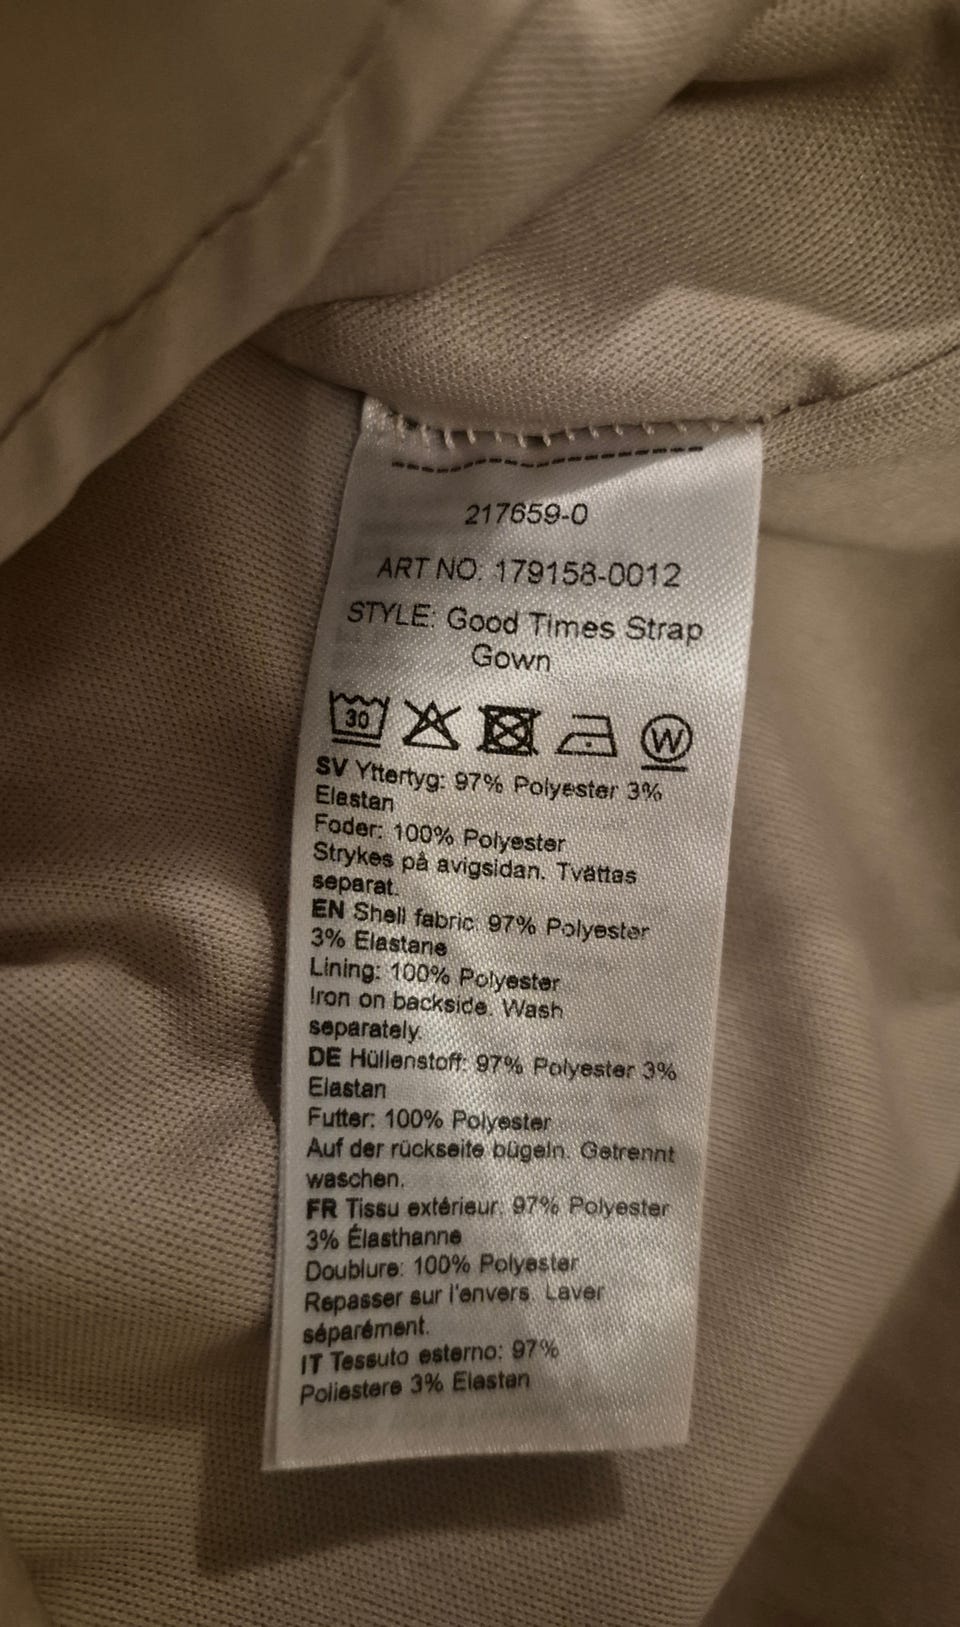 217659-0
ART NO. 179158-0012
STYLE: Good Times Strap
Gown
30
W
SV Yttertyg: 97% Polyester 3%
Elastan
Foder: 100% Polyester
Strykes på avigsidan. Tvättas
separat.
EN Shell fabric: 97% Polyester
3% Elastane
Lining: 100% Polyester
Iron on backside. Wash
separately.
DE Hüllenstoff: 97% Polyester 3%
Elastan
Futter: 100% Polyester
Auf der rückseite bügeln. Getrennt
waschen.
FR Tissu extérieur: 97% Polyester
3% Élasthanne
Doublure: 100% Polyester
Repasser sur l'envers. Laver
séparément.
IT Tessuto esterno: 97%
Poliestere 3% Elastan